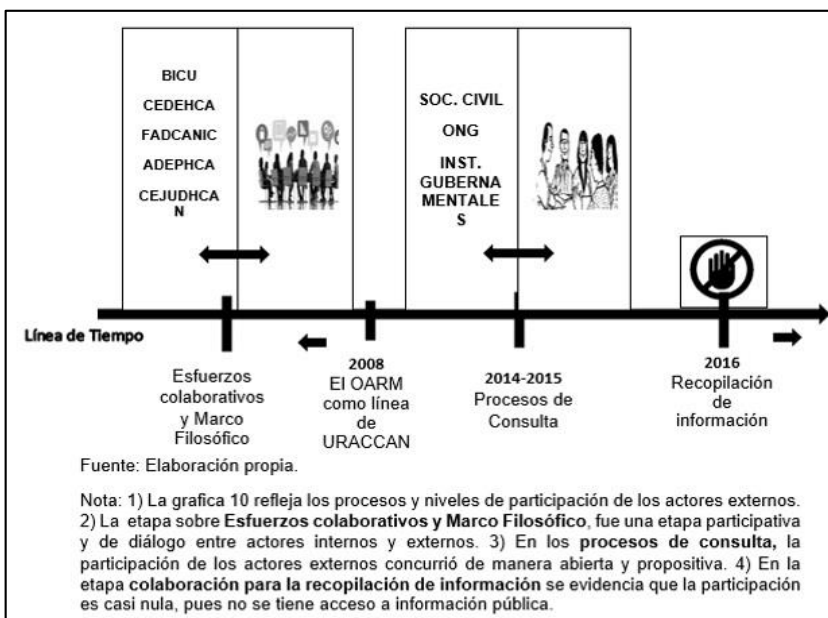 BICU
CEDEHCA
FADCANIC
ADEPHCA
CEJUDHCA
N
SOC. CIVIL
ONG
INST.
GUBERNA
MENTALE
S
Línea de Tiempo
Esfuerzos
colaborativos
y Marco
Filosófico
2008
El OARM
como línea
de
URACCAN
2014-2015
Procesos de
Consulta
2016
Recopilación
de
información
Fuente: Elaboración propia.
Nota: 1) La grafica 10 refleja los procesos y niveles de participación de los actores externos.
2) La etapa sobre Esfuerzos colaborativos y Marco Filosófico, fue una etapa participativa
y de diálogo entre actores internos y externos. 3) En los procesos de consulta, la
participación de los actores externos concurrió de manera abierta y propositiva. 4) En la
etapa colaboración para la recopilación de información se evidencia que la participación
es casi nula, pues no se tiene acceso a información pública.